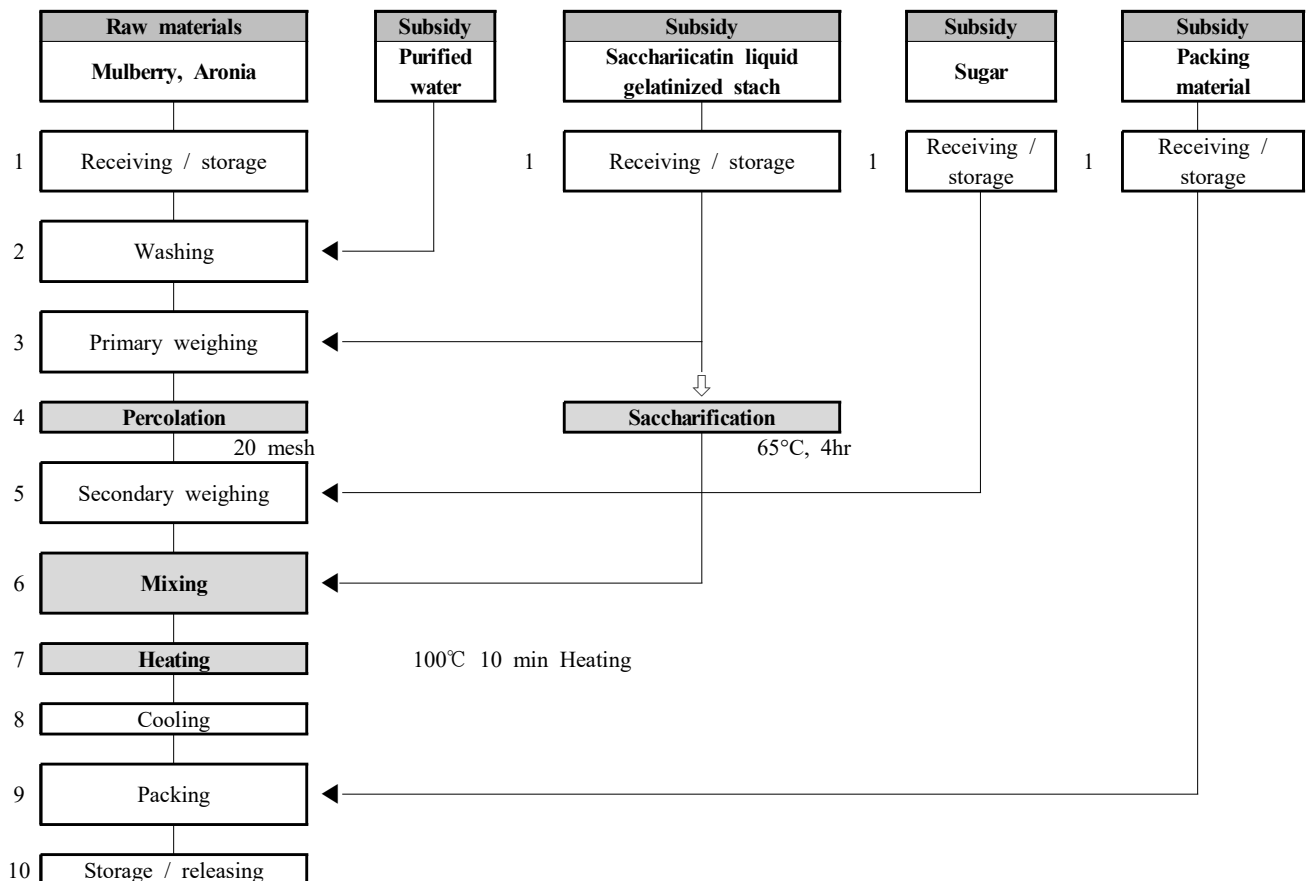 Raw materials
Mulberry, Aronia
Subsidy
Purified
water
Subsidy
Sacchariicatin liquid
gelatinized stach
Subsidy
Sugar
Subsidy
Packing
material
1
Receiving / storage
1
Receiving / storage
1
Receiving /
storage
1
Receiving /
storage
2
Washing
3
Primary weighing
4
Percolation
20 mesh
Saccharification
65°C, 4hr
5
Secondary weighing
6
Mixing
7
Heating
100℃ 10 min Heating
8
Cooling
9
Packing
10
Storage / releasing